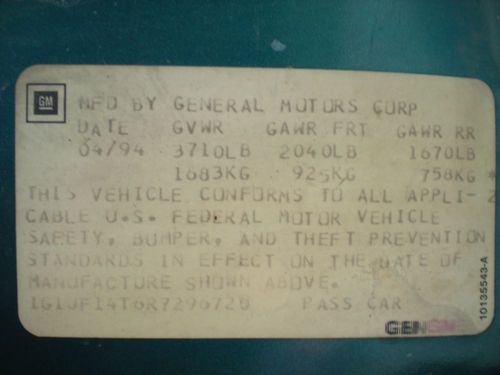 GM
MFD BY GENERAL MOTORS CORP
DATE GVWR GAWR FRT GAWR RR
04/94 3710LB 2040LB 1670LB
1683KG 925KG 758KG
THIS VEHICLE CONFORMS TO ALL APPLI-
CABLE U.S. FEDERAL MOTOR VEHICLE
SAFETY, BUMPER, AND THEFT PREVENTION
STANDARDS IN EFFECT ON THE DATE OF
MANUFACTURE SHOWN ABOVE.
1G1JF14T6R7296720 PASS CAR
10135543-A